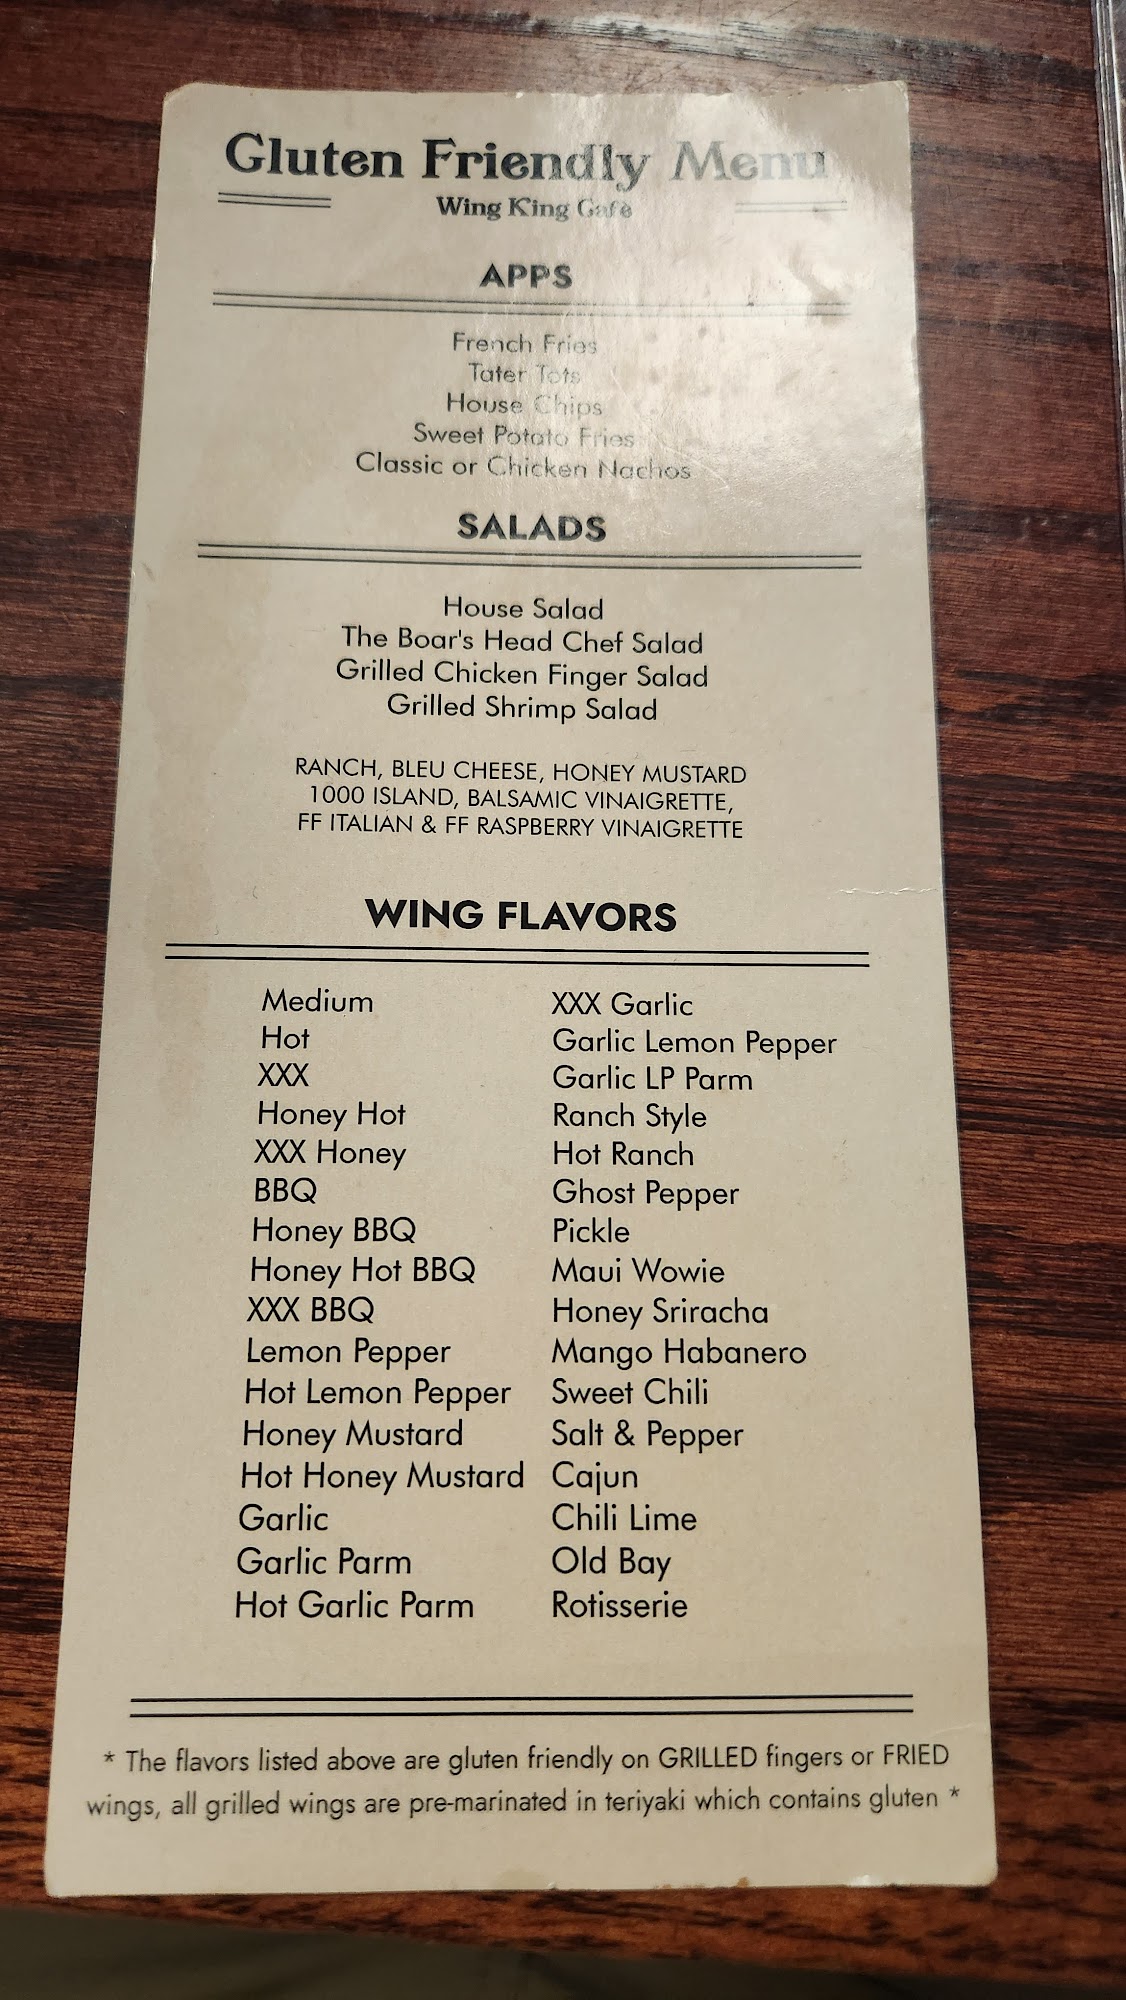 Gluten Friendly Menu
Wing King Cafè
APPS
French Fries
Tater Tots
House Chips
Sweet Potato Fries
Classic or Chicken Nachos
SALADS
House Salad
The Boar's Head Chef Salad
Grilled Chicken Finger Salad
Grilled Shrimp Salad
RANCH, BLEU CHEESE, HONEY MUSTARD
1000 ISLAND, BALSAMIC VINAIGRETTE,
FF ITALIAN & FF RASPBERRY VINAIGRETTE
WING FLAVORS
Medium
Hot
XXX
Honey Hot
XXX Honey
BBQ
Honey BBQ
Honey Hot BBQ
XXX BBQ
Lemon Pepper
Hot Lemon Pepper
Honey Mustard
Hot Honey Mustard
Garlic
Garlic Parm
Hot Garlic Parm
XXX Garlic
Garlic Lemon Pepper
Garlic LP Parm
Ranch Style
Hot Ranch
Ghost Pepper
Pickle
Maui Wowie
Honey Sriracha
Mango Habanero
Sweet Chili
Salt & Pepper
Cajun
Chili Lime
Old Bay
Rotisserie
* The flavors listed above are gluten friendly on GRILLED fingers or FRIED
wings, all grilled wings are pre-marinated in teriyaki which contains gluten *